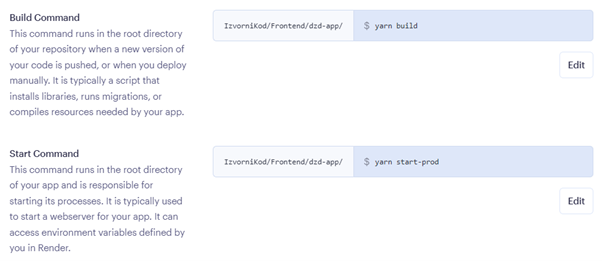 Build Command
This command runs in the root directory
of your repository when a new version of
your code is pushed, or when you deploy
manually. It is typically a script that
installs libraries, runs migrations, or
compiles resources needed by your app.
IzvorniKod/Frontend/dzd-app/ $ yarn build
Edit
Start Command
This command runs in the root directory
of your app and is responsible for
starting its processes. It is typically used
to start a webserver for your app. It can
access environment variables defined by
you in Render.
IzvorniKod/Frontend/dzd-app/ $ yarn start-prod
Edit